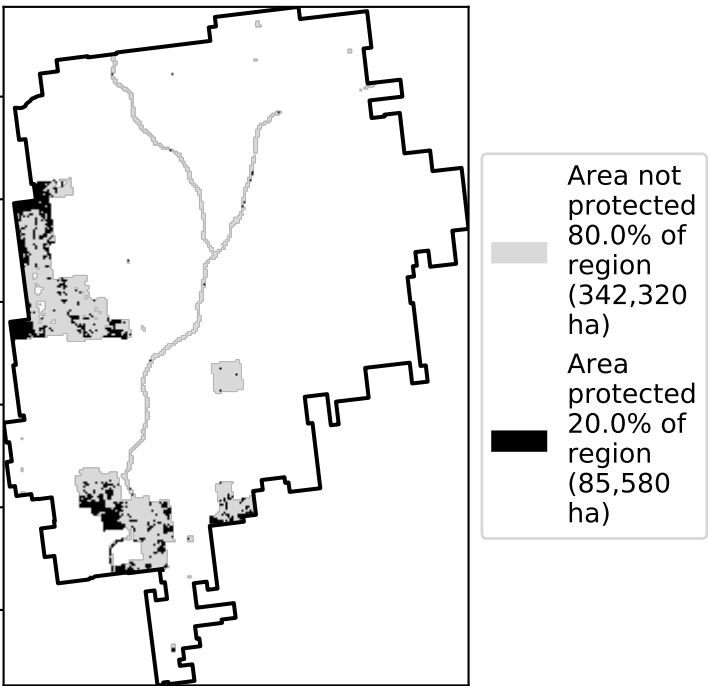 Area not
protected
80.0% of
region
(342,320
ha)
Area
protected
20.0% of
region
(85,580
ha)